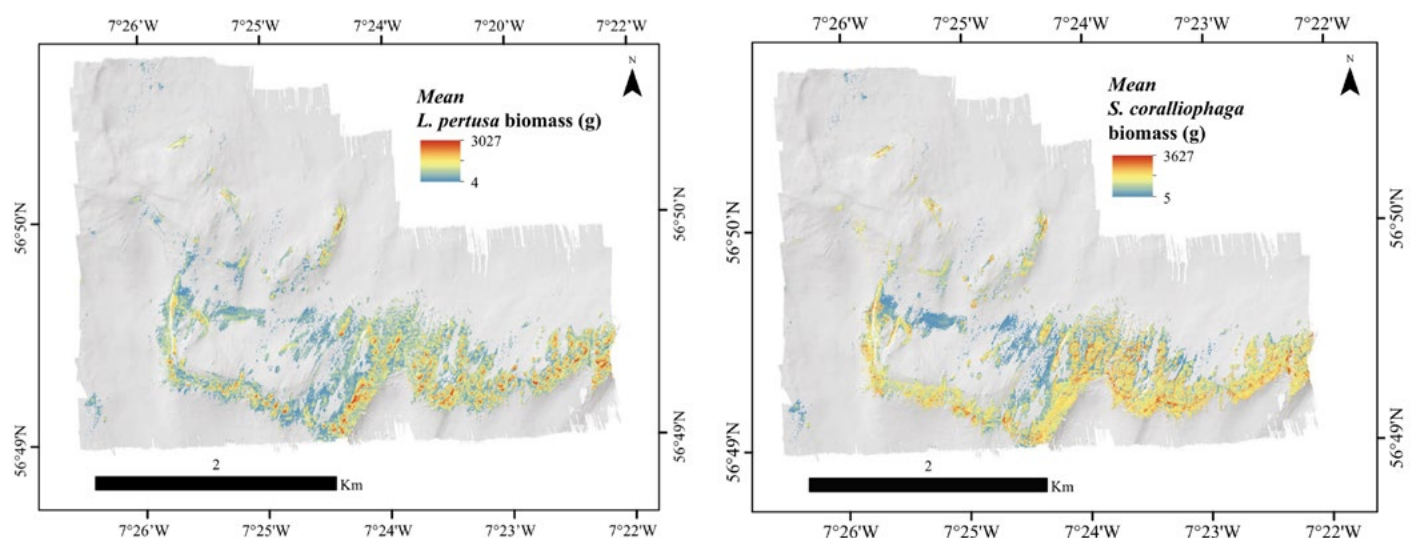 7°26'W 7°25'W 7°24'W 7°20'W 7°22'W
N
Mean
L. pertusa biomass (g)
3027
4
56°50'N 56°50'N
56°49'N 56°49'N
2
Km
7°26'W 7°25'W 7°24'W 7°23'W 7°22'W
7°26'W 7°25'W 7°24'W 7°23'W 7°22'W
N
Mean
S. coralliophaga
biomass (g)
3627
5
56°50'N 56°50'N
56°49'N 56°49'N
2
Km
7°26'W 7°25'W 7°24'W 7°23'W 7°22'W